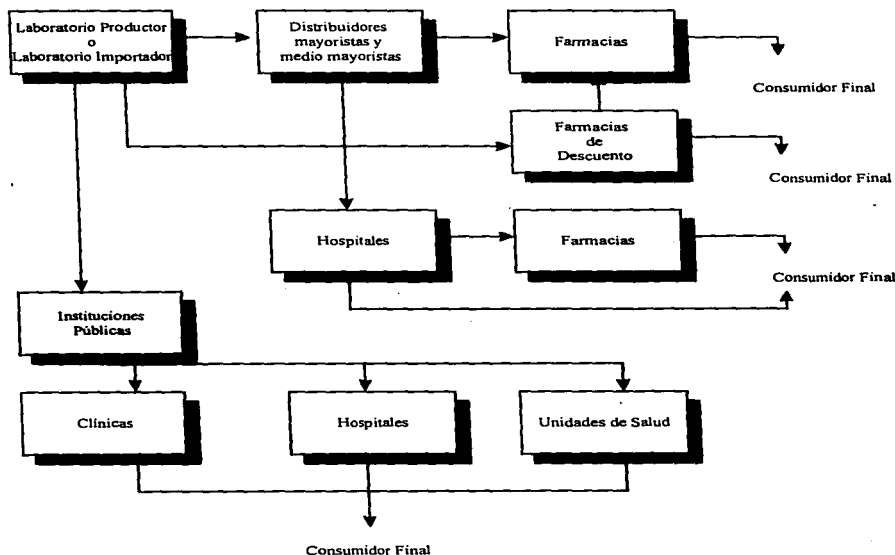 Laboratorio Productor
o
Laboratorio Importador
Distribuidores
mayoristas y
medio mayoristas
Farmacias
Consumidor Final
Farmacias
de
Descuento
Consumidor Final
Hospitales
Farmacias
Consumidor Final
Instituciones
Públicas
Clínicas
Hospitales
Unidades de Salud
Consumidor Final